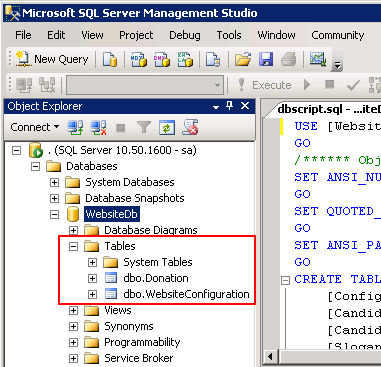 Microsoft SQL Server Management Studio
File Edit View Project Debug Tools Window Community
New Query
Execute
Object Explorer
Connect
. (SQL Server 10.50.1600 - sa)
Databases
System Databases
Database Snapshots
WebsiteDb
Database Diagrams
Tables
System Tables
dbo.Donation
dbo.WebsiteConfiguration
Views
Synonyms
Programmability
Service Broker
dbscript.sql - ...iteD
USE [Websit
GO
/****** Obj
SET ANSI_NU
GO
SET QUOTED_
GO
SET ANSI_PA
GO
CREATE TABL
[Config
[Candid
[Candid
[Slogan